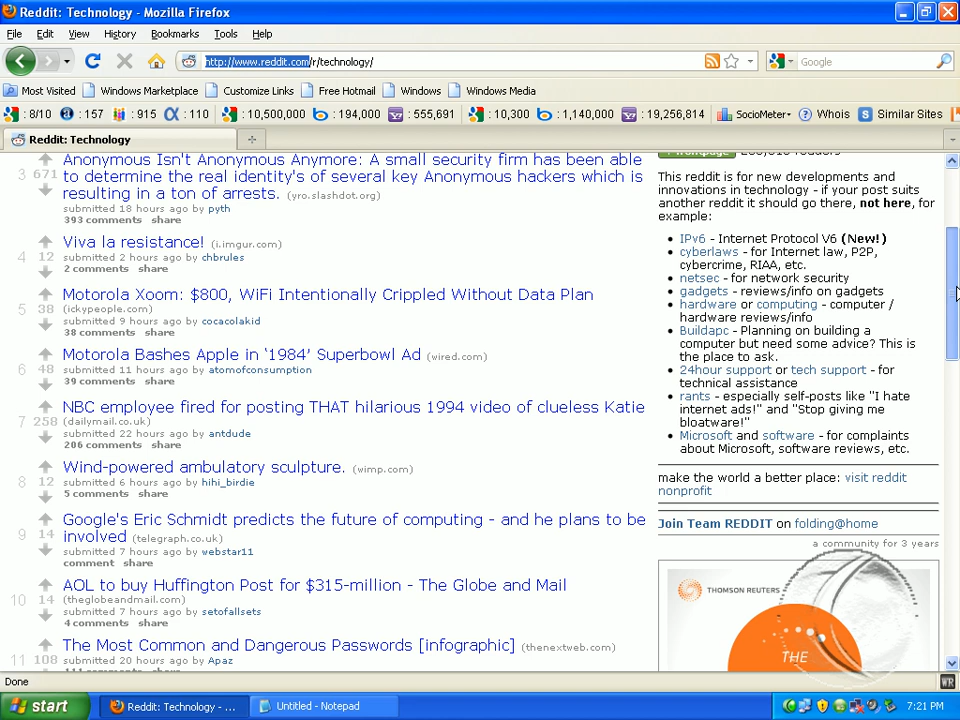 Reddit: Technology - Mozilla Firefox
File Edit View History Bookmarks Tools Help
http://www.reddit.com/r/technology/
Google
Most Visited Windows Marketplace Customize Links Free Hotmail Windows Windows Media
: 8/10 : 157 : 915 : 110 : 10,500,000 : 194,000 : 555,691 : 10,300 : 1,140,000 : 19,256,814 SocioMeter Whois Similar Sites
Reddit: Technology
3
671
Anonymous Isn't Anonymous Anymore: A small security firm has been able
to determine the real identity's of several key Anonymous hackers which is
resulting in a ton of arrests. (yro.slashdot.org)
submitted 18 hours ago by pyth
393 comments share
4
12
Viva la resistance! (i.imgur.com)
submitted 2 hours ago by chbrules
2 comments share
5
38
Motorola Xoom: $800, WiFi Intentionally Crippled Without Data Plan
(ickypeople.com)
submitted 9 hours ago by cocacolakid
38 comments share
6
48
Motorola Bashes Apple in ‘1984’ Superbowl Ad (wired.com)
submitted 11 hours ago by atomofconsumption
39 comments share
7
258
NBC employee fired for posting THAT hilarious 1994 video of clueless Katie
(dailymail.co.uk)
submitted 22 hours ago by antdude
206 comments share
8
12
Wind-powered ambulatory sculpture. (wimp.com)
submitted 6 hours ago by hihi_birdie
5 comments share
9
14
Google's Eric Schmidt predicts the future of computing - and he plans to be
involved (telegraph.co.uk)
submitted 7 hours ago by webstar11
comment share
10
14
AOL to buy Huffington Post for $315-million - The Globe and Mail
(theglobeandmail.com)
submitted 7 hours ago by setofallsets
4 comments share
11
108
The Most Common and Dangerous Passwords [infographic] (thenextweb.com)
submitted 20 hours ago by Apaz
This reddit is for new developments and
innovations in technology - if your post suits
another reddit it should go there, not here, for
example:
IPv6 - Internet Protocol V6 (New!)
cyberlaws - for Internet law, P2P,
cybercrime, RIAA, etc.
netsec - for network security
gadgets - reviews/info on gadgets
hardware or computing - computer /
hardware reviews/info
Buildapc - Planning on building a
computer but need some advice? This is
the place to ask.
24hour support or tech support - for
technical assistance
rants - especially self-posts like "I hate
internet ads!" and "Stop giving me
bloatware!"
Microsoft and software - for complaints
about Microsoft, software reviews, etc.
make the world a better place: visit reddit
nonprofit
Join Team REDDIT on folding@home
a community for 3 years
THOMSON REUTERS
THE
Done
start Reddit: Technology - ... Untitled - Notepad 7:21 PM